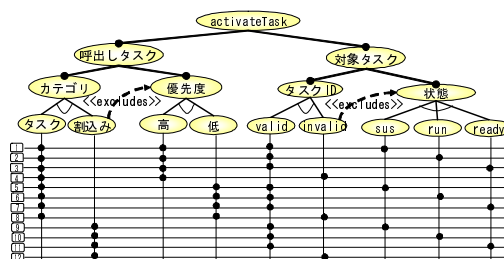 activateTask
呼出しタスク
対象タスク
カテゴリ
<<excludes>>
優先度
タスクID
<<excludes>>
状態
タスク
割込み
高
低
valid
invalid
sus
run
ready
1
2
3
4
5
6
7
8
9
10
11
12